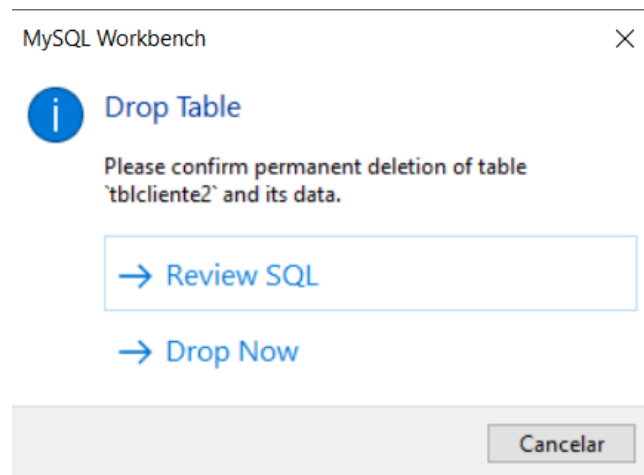 MySQL Workbench
Drop Table
Please confirm permanent deletion of table
`tblcliente2` and its data.
→ Review SQL
→ Drop Now
Cancelar